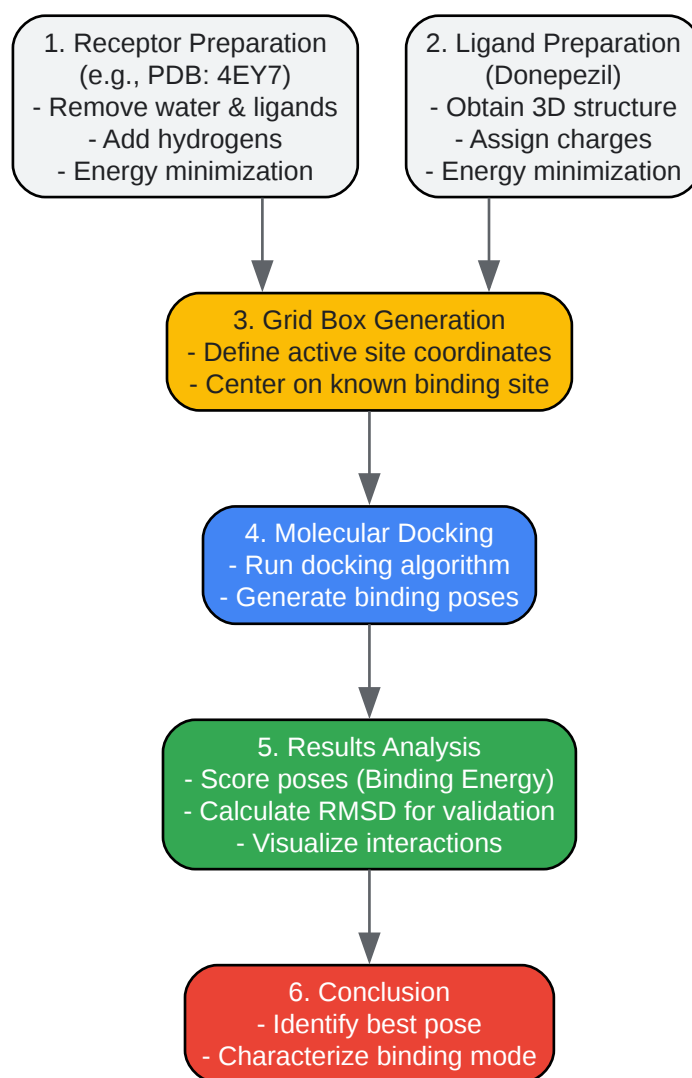 1. Receptor Preparation
(e.g., PDB: 4EY7)
- Remove water & ligands
- Add hydrogens
- Energy minimization
2. Ligand Preparation
(Donepezil)
- Obtain 3D structure
- Assign charges
- Energy minimization
3. Grid Box Generation
- Define active site coordinates
- Center on known binding site
4. Molecular Docking
- Run docking algorithm
- Generate binding poses
5. Results Analysis
- Score poses (Binding Energy)
- Calculate RMSD for validation
- Visualize interactions
6. Conclusion
- Identify best pose
- Characterize binding mode